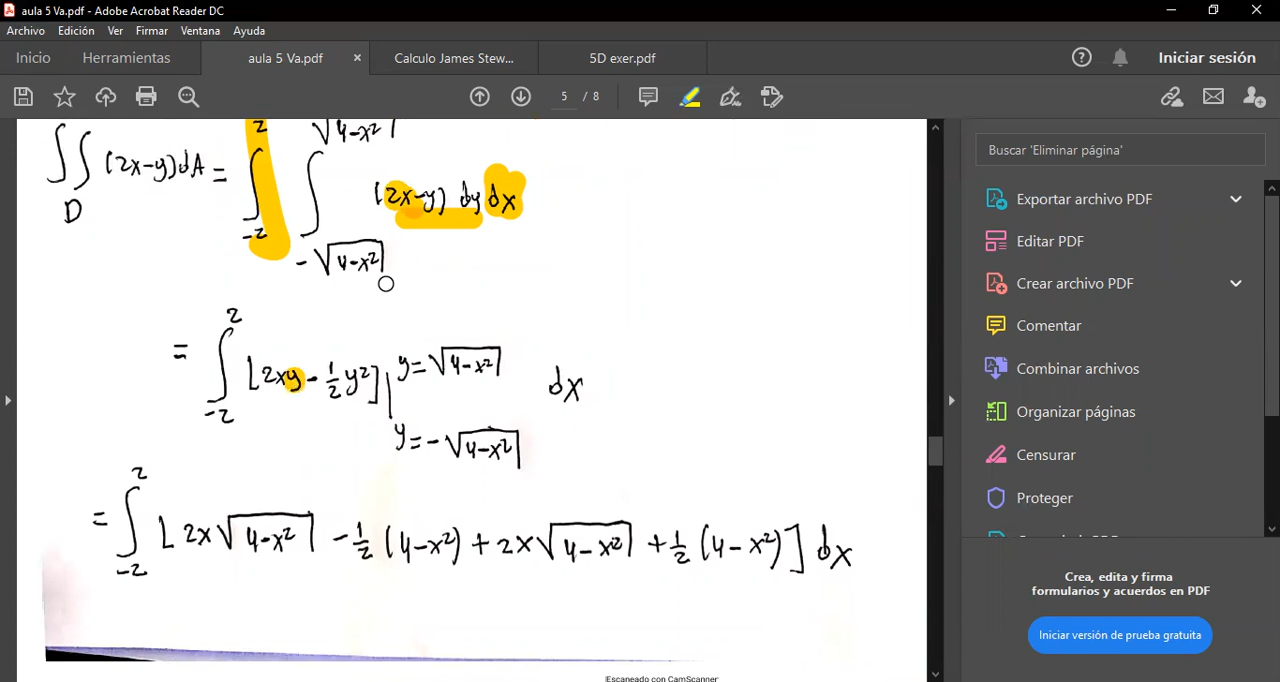 aula 5 Va.pdf - Adobe Acrobat Reader DC
Archivo Edición Ver Firmar Ventana Ayuda
Inicio Herramientas aula 5 Va.pdf × Calculo James Stew... 5D exer.pdf Iniciar sesión
5 / 8
∬ (2x-y)dA = ∫ ∫ (2x-y) dy dx
D
2
√4-x²
-2
-√4-x²
= ∫ [2xy - 1/2 y²] | y=√4-x² dx
2
-2
y=-√4-x²
2
= ∫ [2x√4-x² - 1/2 (4-x²) + 2x√4-x² + 1/2 (4-x²)] dx
-2
Escaneado con CamScanner
Buscar 'Eliminar página'
Exportar archivo PDF
Editar PDF
Crear archivo PDF
Comentar
Combinar archivos
Organizar páginas
Censurar
Proteger
Crea, edita y firma
formularios y acuerdos en PDF
Iniciar versión de prueba gratuita